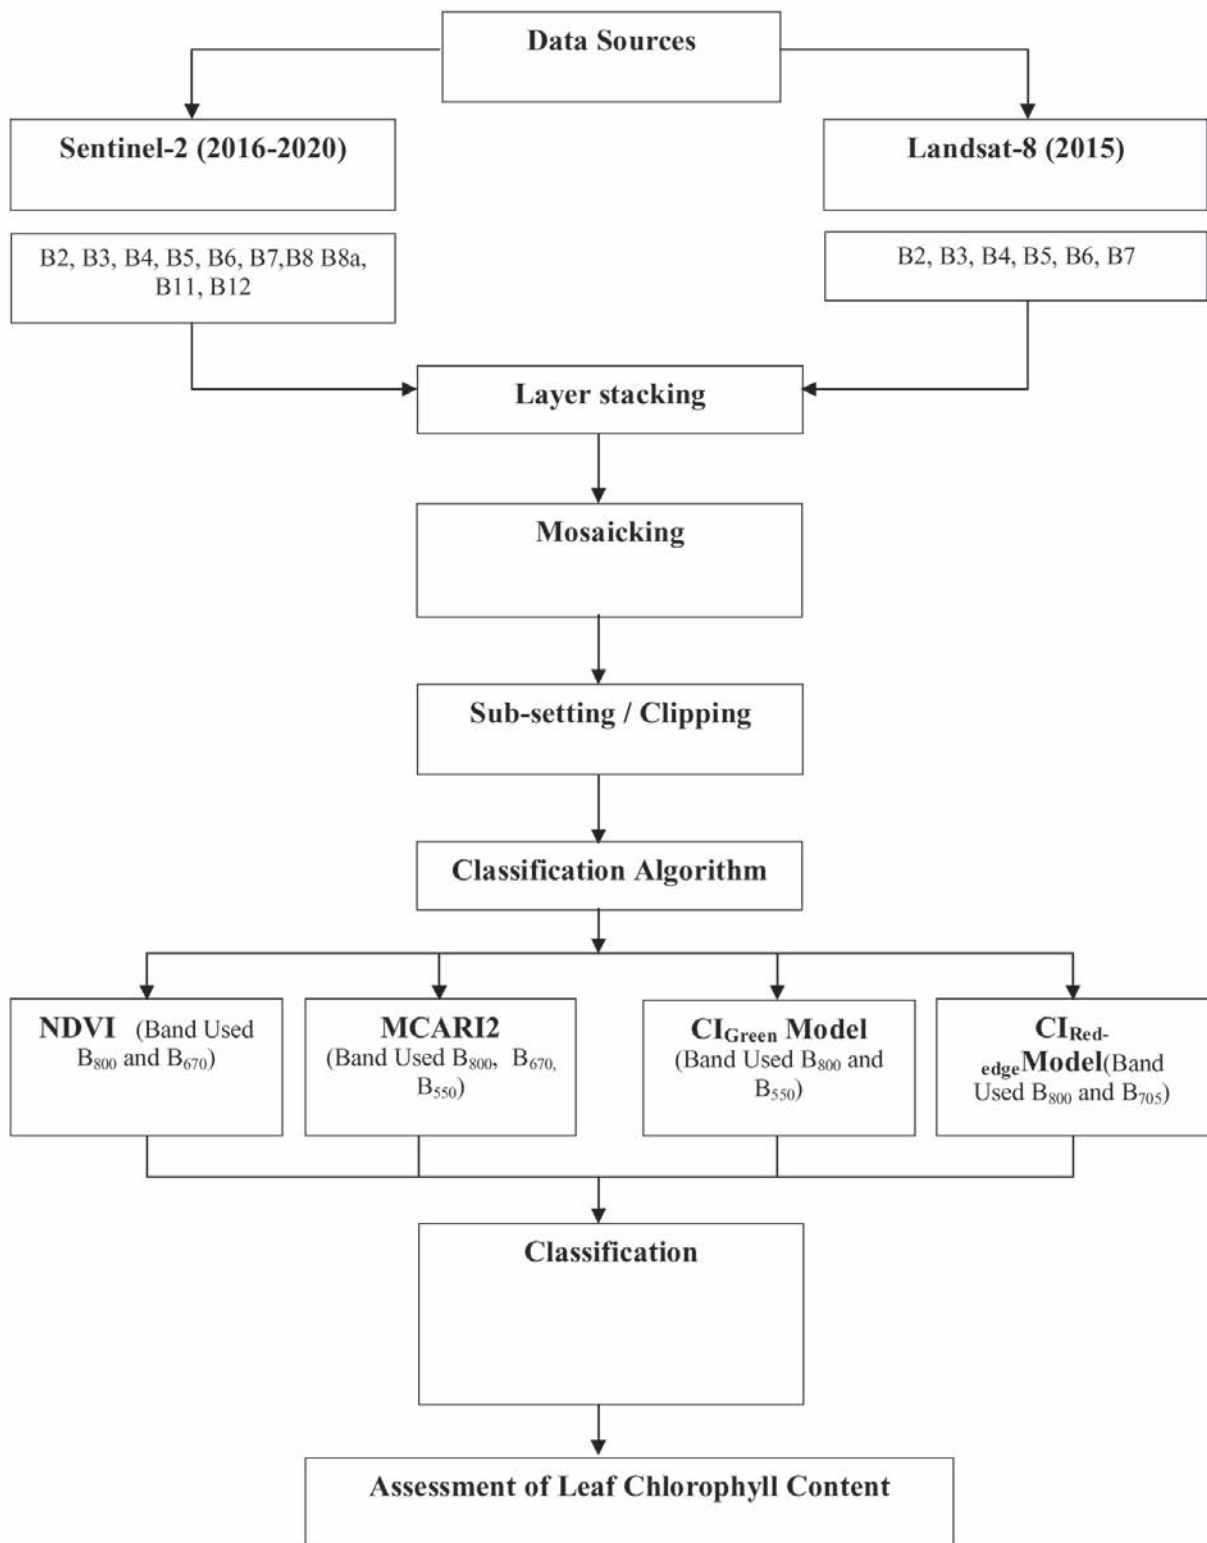 Data Sources
Sentinel-2 (2016-2020)
Landsat-8 (2015)
B2, B3, B4, B5, B6, B7,B8 B8a,
B11, B12
B2, B3, B4, B5, B6, B7
Layer stacking
Mosaicking
Sub-setting / Clipping
Classification Algorithm
NDVI (Band Used
B800 and B670)
MCARI2
(Band Used B800, B670,
B550)
CIGreen Model
(Band Used B800 and
B550)
CIRed-
edgeModel(Band
Used B800 and B705)
Classification
Assessment of Leaf Chlorophyll Content